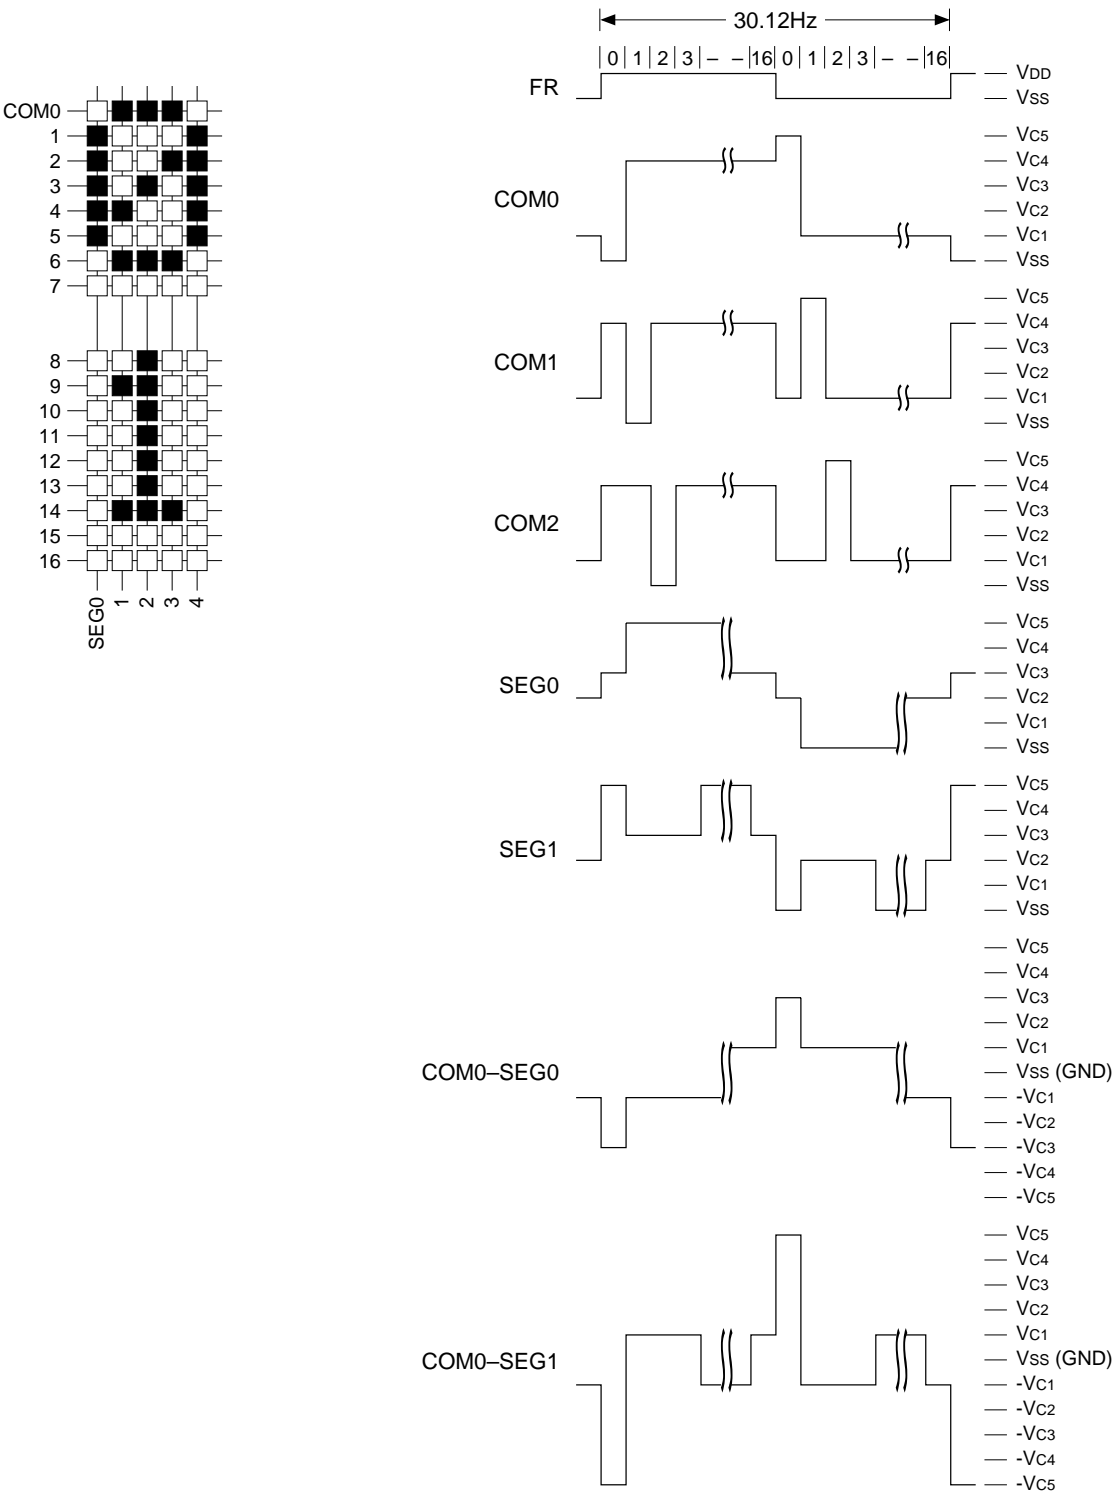 30.12Hz
0 1 2 3 – – 16 0 1 2 3 – – 16
FR
VDD
VSS
COM0
1
2
3
4
5
6
7
8
9
10
11
12
13
14
15
16
SEG0
1
2
3
4
COM0
VC5
VC4
VC3
VC2
VC1
VSS
COM1
VC5
VC4
VC3
VC2
VC1
VSS
COM2
VC5
VC4
VC3
VC2
VC1
VSS
SEG0
VC5
VC4
VC3
VC2
VC1
VSS
SEG1
VC5
VC4
VC3
VC2
VC1
VSS
COM0–SEG0
VC5
VC4
VC3
VC2
VC1
VSS (GND)
-VC1
-VC2
-VC3
-VC4
-VC5
COM0–SEG1
VC5
VC4
VC3
VC2
VC1
VSS (GND)
-VC1
-VC2
-VC3
-VC4
-VC5